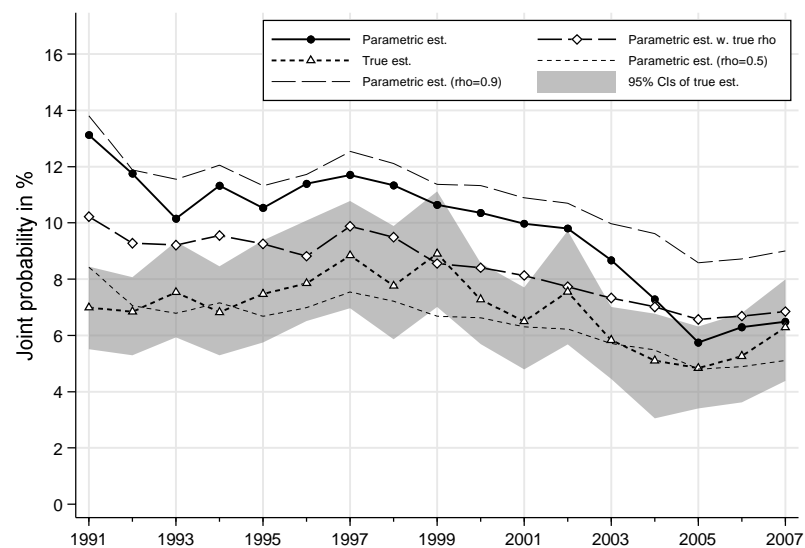 Parametric est.
Parametric est. w. true rho
True est.
Parametric est. (rho=0.5)
Parametric est. (rho=0.9)
95% CIs of true est.
Joint probability in %
16
14
12
10
8
6
4
2
0
1991 1993 1995 1997 1999 2001 2003 2005 2007